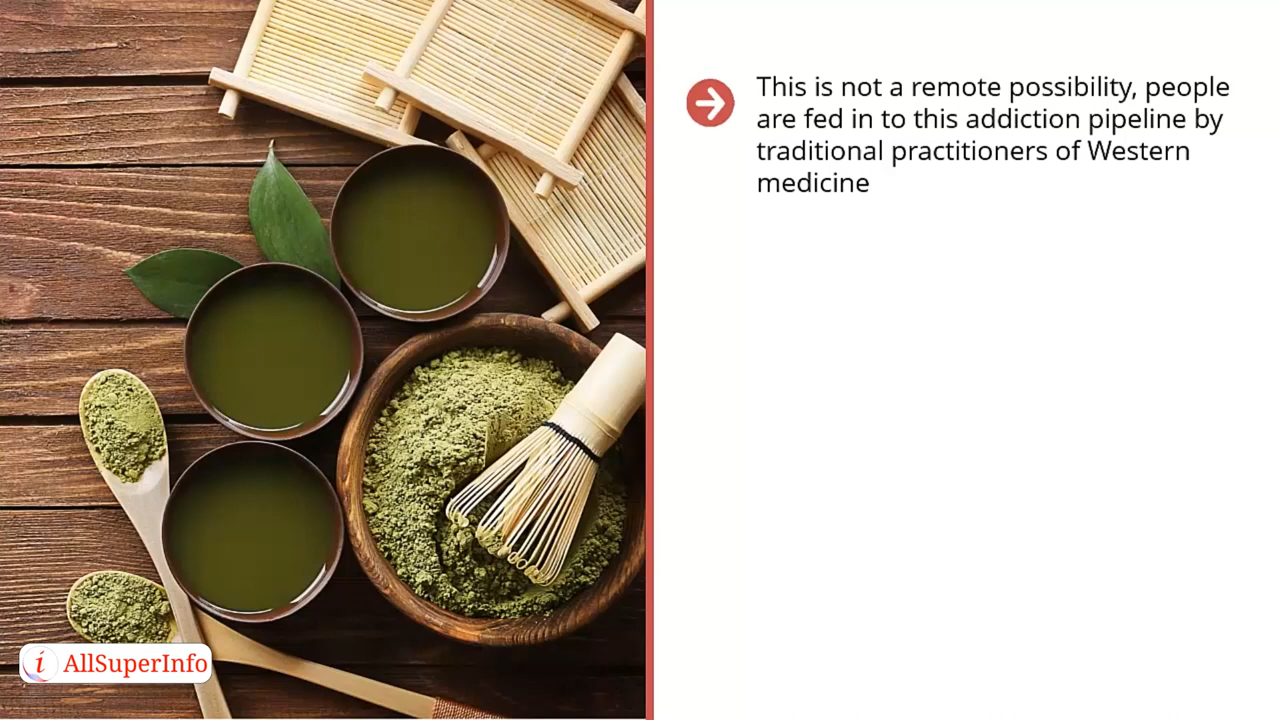 This is not a remote possibility, people
are fed in to this addiction pipeline by
traditional practitioners of Western
medicine
i AllSuperInfo